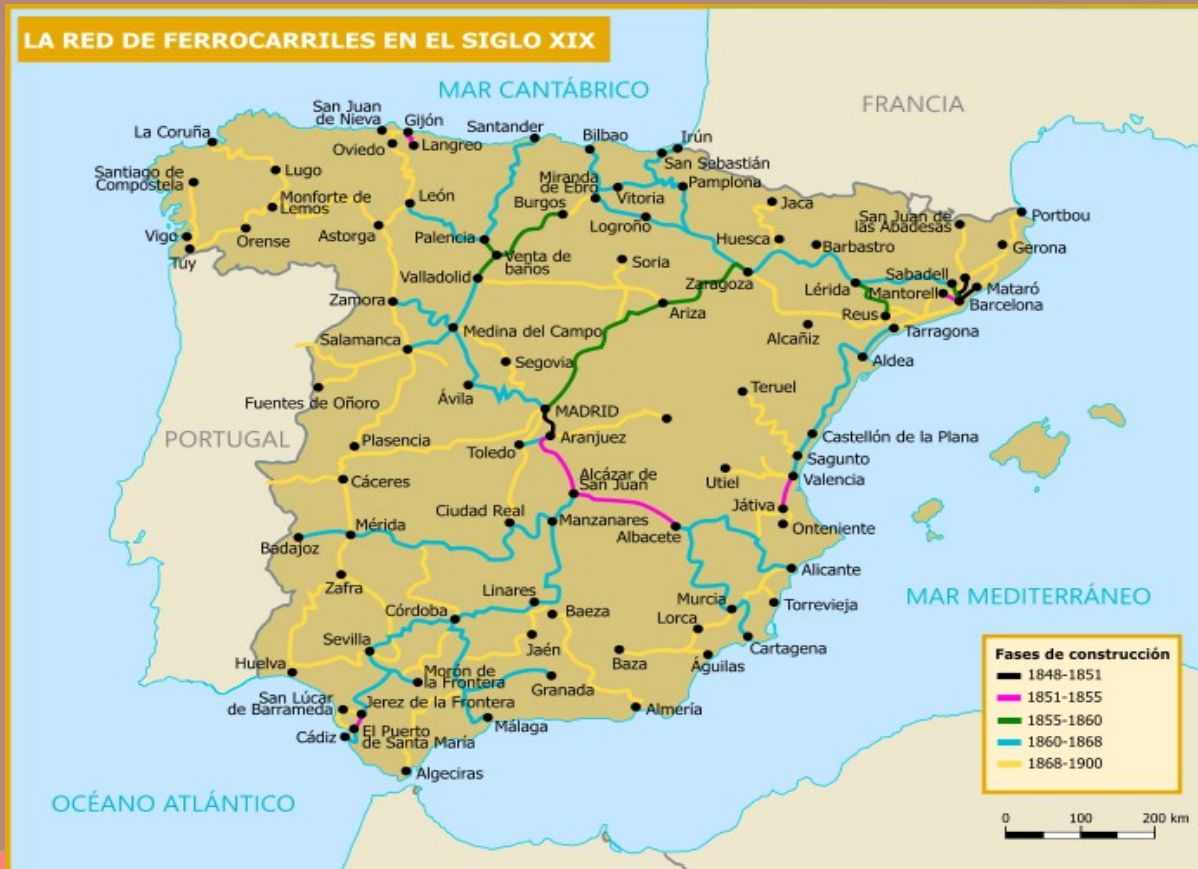 LA RED DE FERROCARRILES EN EL SIGLO XIX
MAR CANTÁBRICO
FRANCIA
San Juan
de Nieva
Gijón
La Coruña
Santander
Bilbao
Irún
Oviedo
Langreo
San Sebastián
Lugo
Santiago de
Compostela
León
Miranda
de Ebro
Vitoria
Pamplona
Monforte de
Lemos
Burgos
Jaca
San Juan de
las Abadesas
Portbou
Logroño
Vigo
Orense
Astorga
Palencia
Huesca
Barbastro
Gerona
Tuy
Venta de
baños
Soria
Valladolid
Zaragoza
Sabadell
Lérida
Mantorell
Mataró
Barcelona
Zamora
Ariza
Reus
Medina del Campo
Tarragona
Salamanca
Alcañiz
Segovia
Aldea
Fuentes de Oñoro
Ávila
Teruel
MADRID
PORTUGAL
Aranjuez
Castellón de la Plana
Plasencia
Toledo
Sagunto
Alcázar de
San Juan
Utiel
Valencia
Cáceres
Játiva
Ciudad Real
Manzanares
Onteniente
Mérida
Albacete
Badajoz
Alicante
Zafra
Linares
MAR MEDITERRÁNEO
Córdoba
Baeza
Murcia
Torrevieja
Lorca
Sevilla
Jaén
Cartagena
Huelva
Morón de
la Frontera
Baza
Águilas
Granada
San Lúcar
de Barrameda
Jerez de la Frontera
Almería
Málaga
Cádiz
El Puerto
de Santa María
Algeciras
OCÉANO ATLÁNTICO
Fases de construcción
1848-1851
1851-1855
1855-1860
1860-1868
1868-1900
0 100 200 km